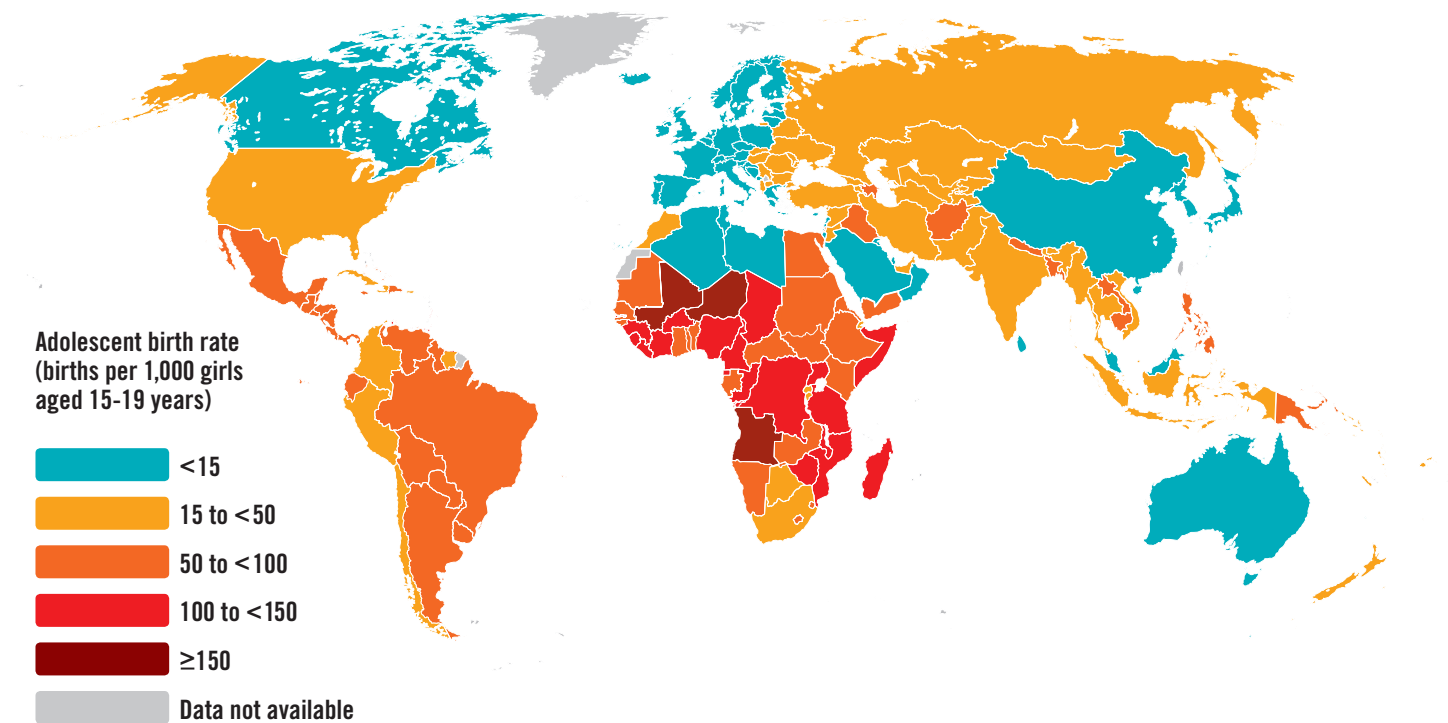 Adolescent birth rate
(births per 1,000 girls
aged 15-19 years)
<15
15 to <50
50 to <100
100 to <150
≥150
Data not available